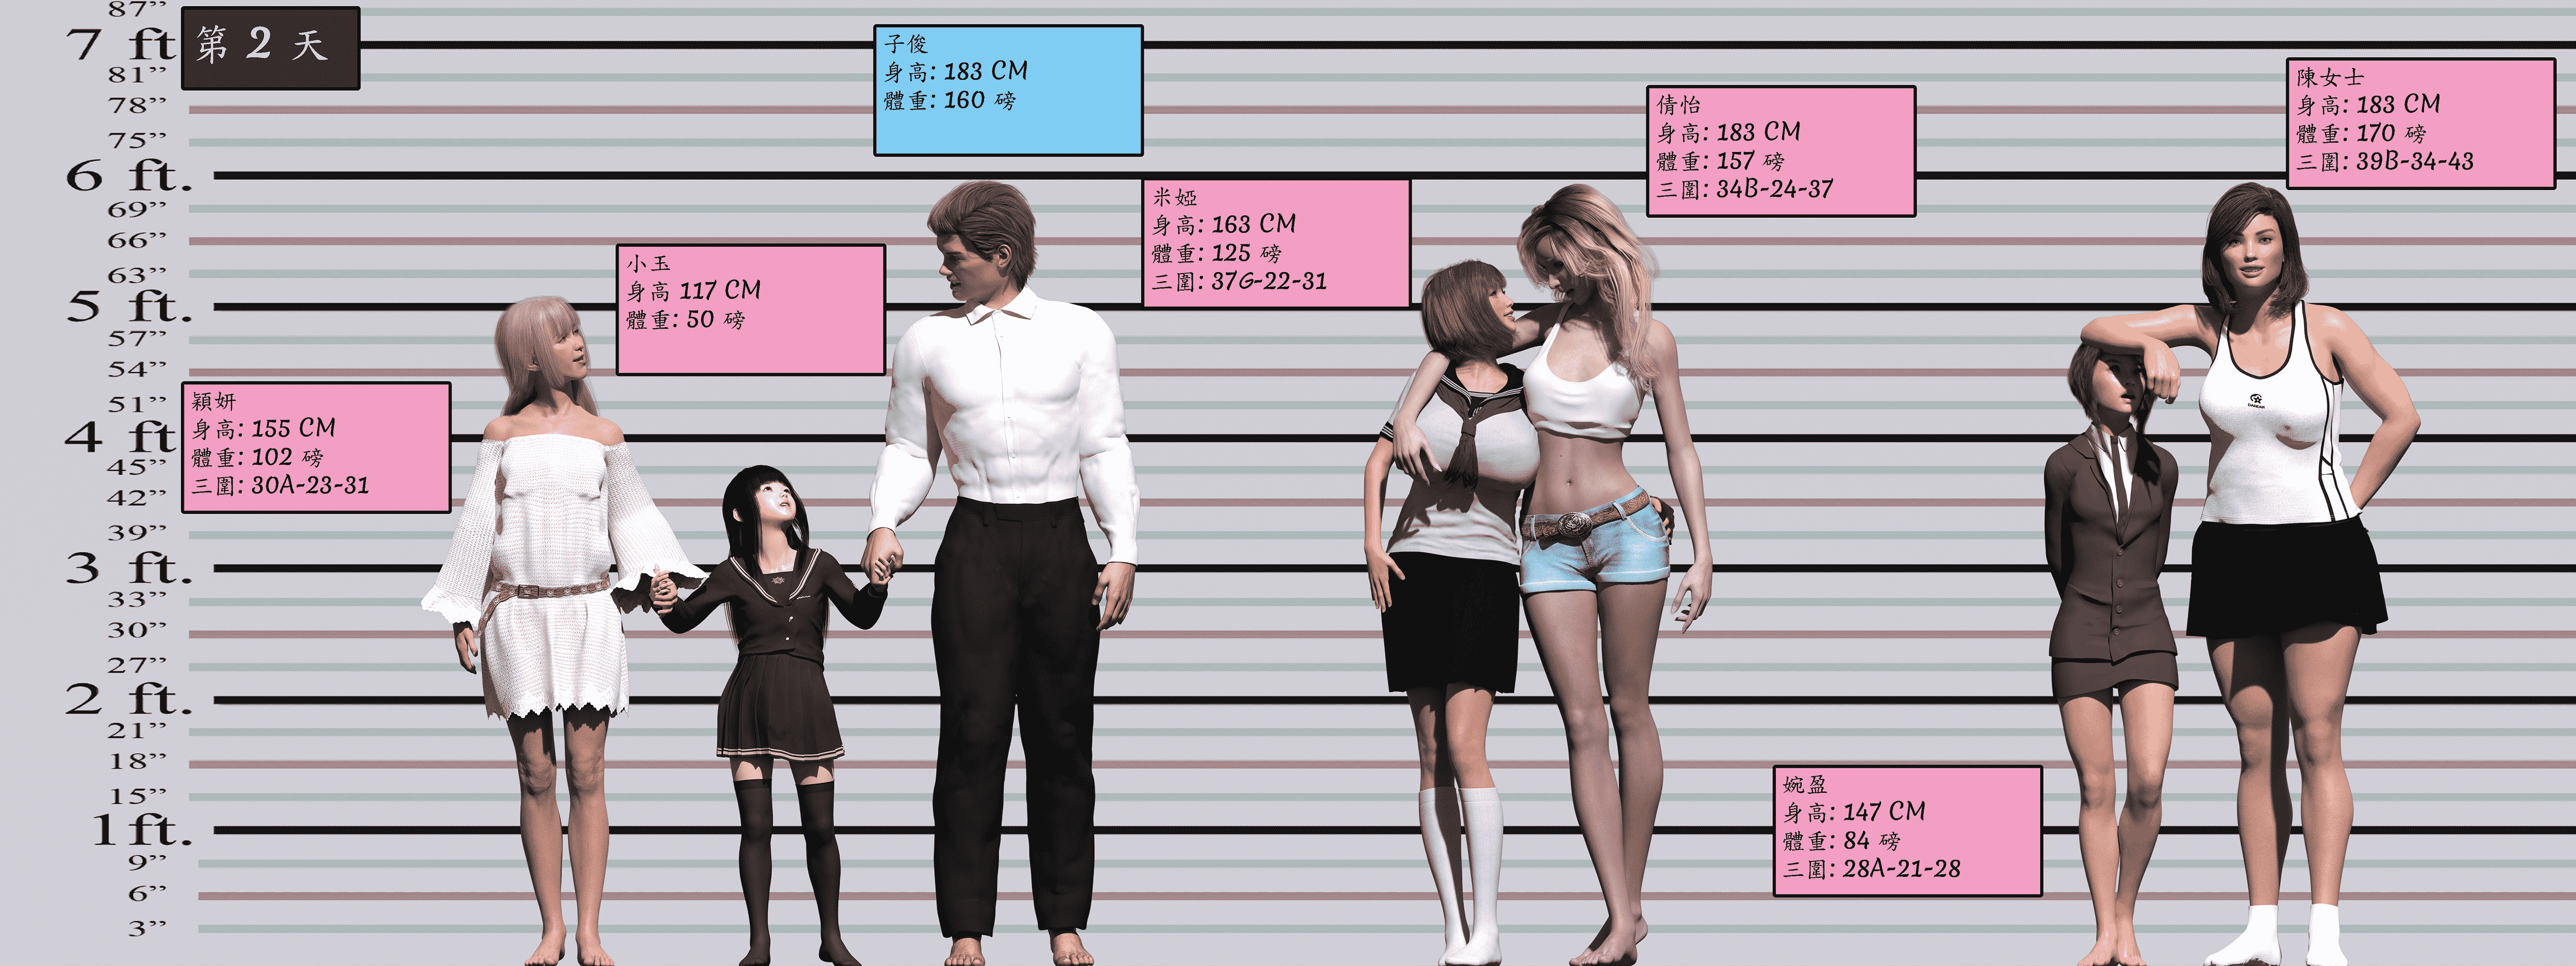 第 2 天
87”
7 ft
81”
78”
75”
6 ft.
69”
66”
63”
5 ft.
57”
54”
51”
4 ft
45”
42”
39”
3 ft.
33”
30”
27”
2 ft.
21”
18”
15”
1 ft.
9”
6”
3”
穎妍
身高: 155 CM
體重: 102 磅
三圍: 30A-23-31
小玉
身高 117 CM
體重: 50 磅
子俊
身高: 183 CM
體重: 160 磅
米婭
身高: 163 CM
體重: 125 磅
三圍: 37G-22-31
倩怡
身高: 183 CM
體重: 157 磅
三圍: 34B-24-37
婉盈
身高: 147 CM
體重: 84 磅
三圍: 28A-21-28
陳女士
身高: 183 CM
體重: 170 磅
三圍: 39B-34-43